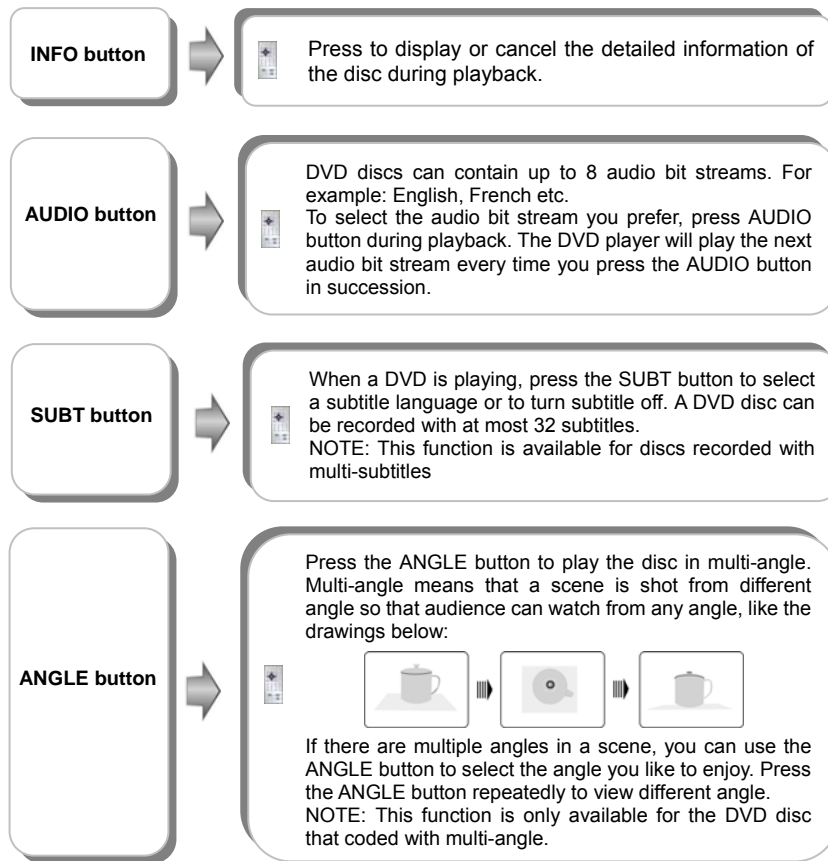 INFO button
Press to display or cancel the detailed information of
the disc during playback.
AUDIO button
DVD discs can contain up to 8 audio bit streams. For
example: English, French etc.
To select the audio bit stream you prefer, press AUDIO
button during playback. The DVD player will play the next
audio bit stream every time you press the AUDIO button
in succession.
SUBT button
When a DVD is playing, press the SUBT button to select
a subtitle language or to turn subtitle off. A DVD disc can
be recorded with at most 32 subtitles.
NOTE: This function is available for discs recorded with
multi-subtitles
ANGLE button
Press the ANGLE button to play the disc in multi-angle.
Multi-angle means that a scene is shot from different
angle so that audience can watch from any angle, like the
drawings below:
If there are multiple angles in a scene, you can use the
ANGLE button to select the angle you like to enjoy. Press
the ANGLE button repeatedly to view different angle.
NOTE: This function is only available for the DVD disc
that coded with multi-angle.